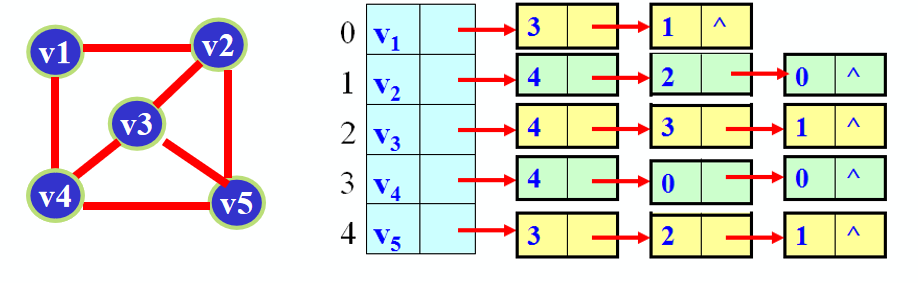 v1 v2
v3
v4 v5
0 v1 3 1 ^
1 v2 4 2 0 ^
2 v3 4 3 1 ^
3 v4 4 0 0 ^
4 v5 3 2 1 ^